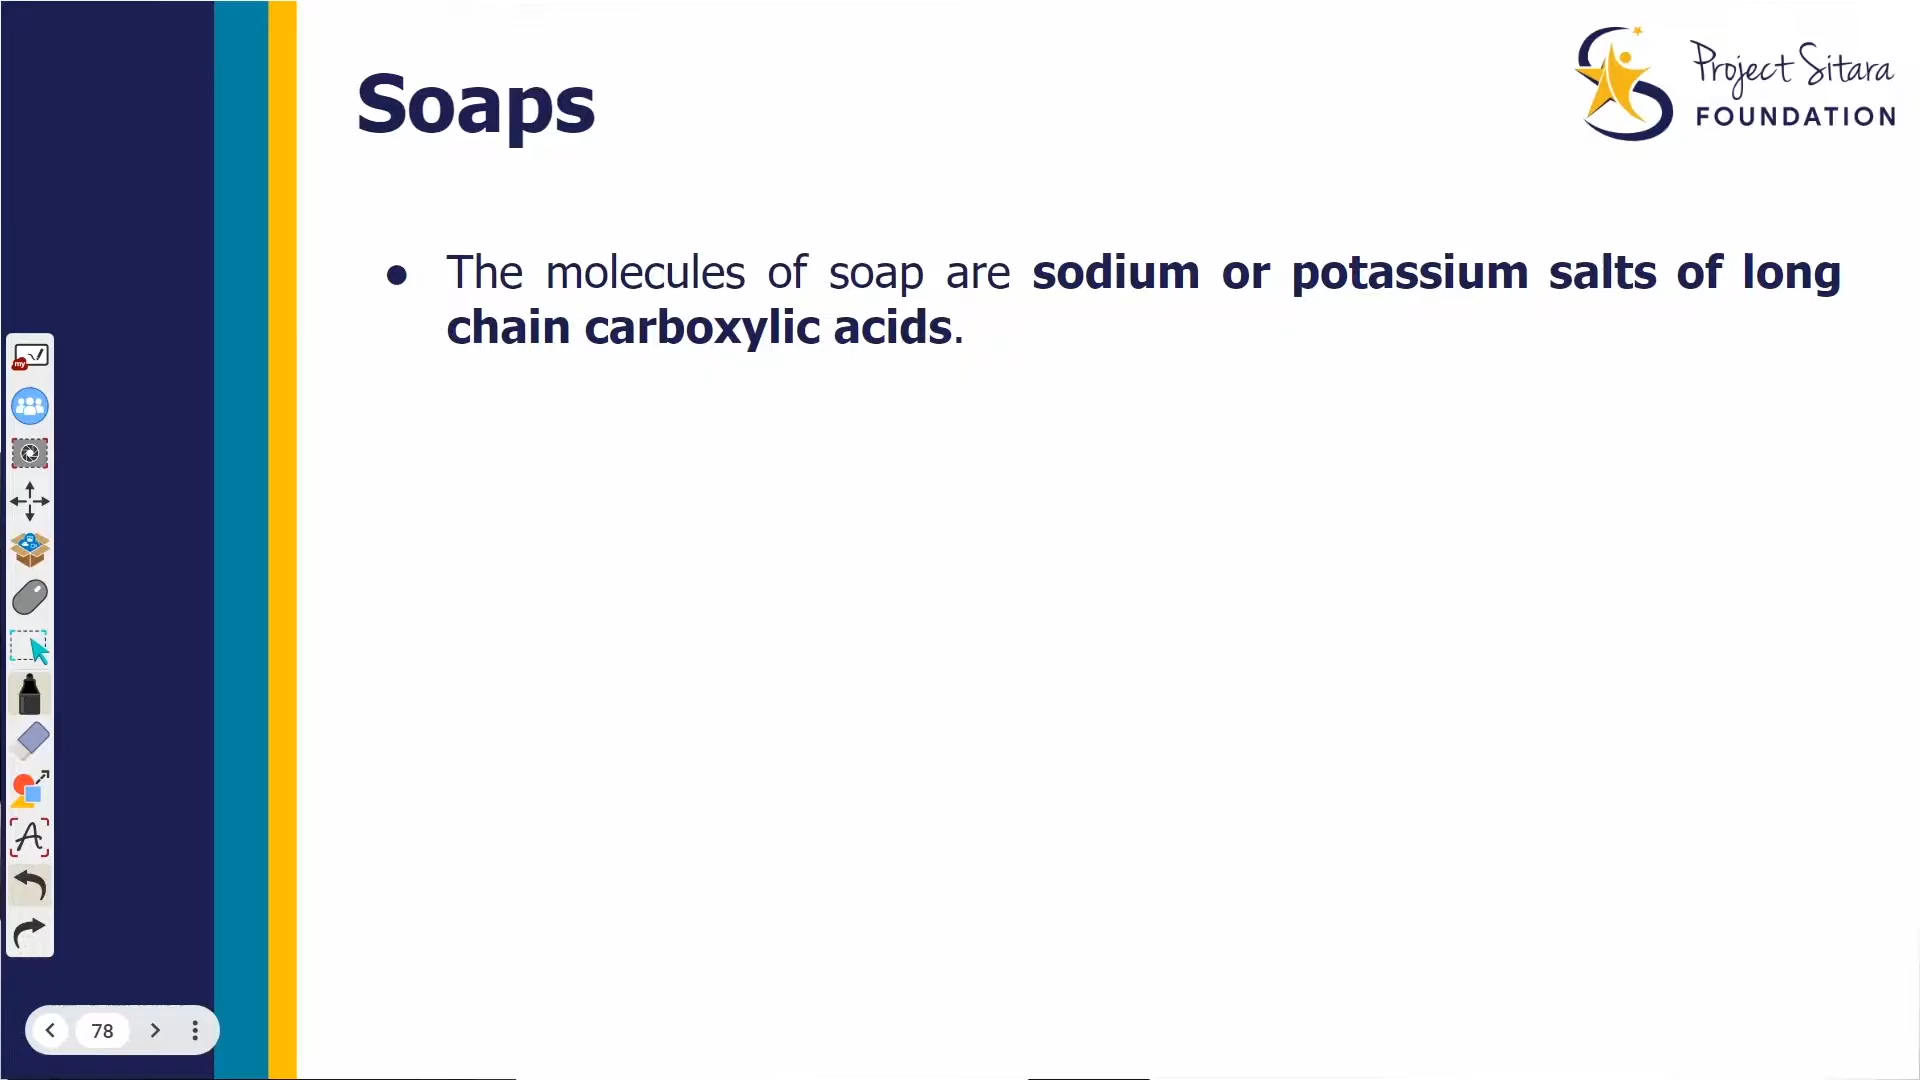 Soaps
Project Sitara
FOUNDATION
● The molecules of soap are sodium or potassium salts of long
chain carboxylic acids.
my
A
78